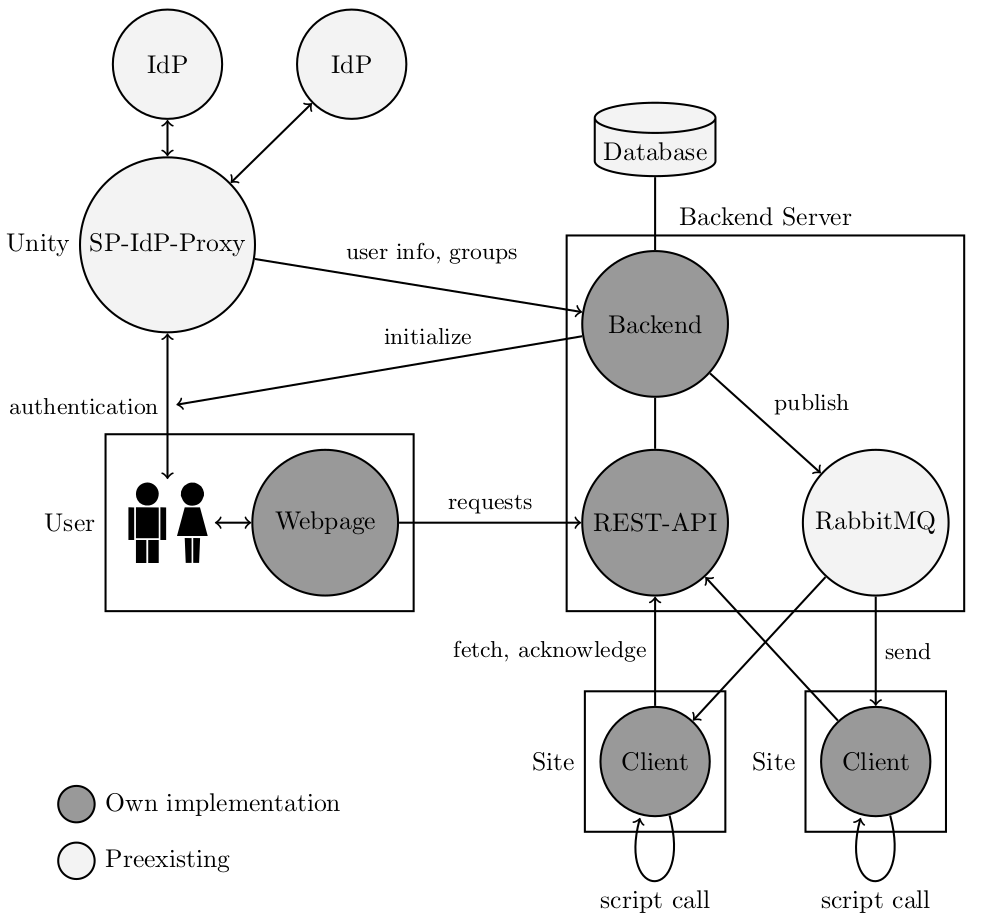 IdP
IdP
Database
Backend Server
Unity
SP-IdP-Proxy
user info, groups
Backend
initialize
publish
authentication
User
Webpage
requests
REST-API
RabbitMQ
fetch, acknowledge
send
Site
Client
Site
Client
Own implementation
Preexisting
script call
script call